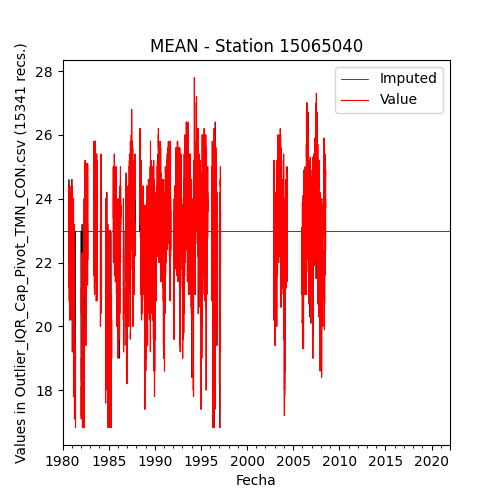 MEAN - Station 15065040
Imputed
Value
Values in Outlier_IQR_Cap_Pivot_TMN_CON.csv (15341 recs.)
28
26
24
22
20
18
1980 1985 1990 1995 2000 2005 2010 2015 2020
Fecha